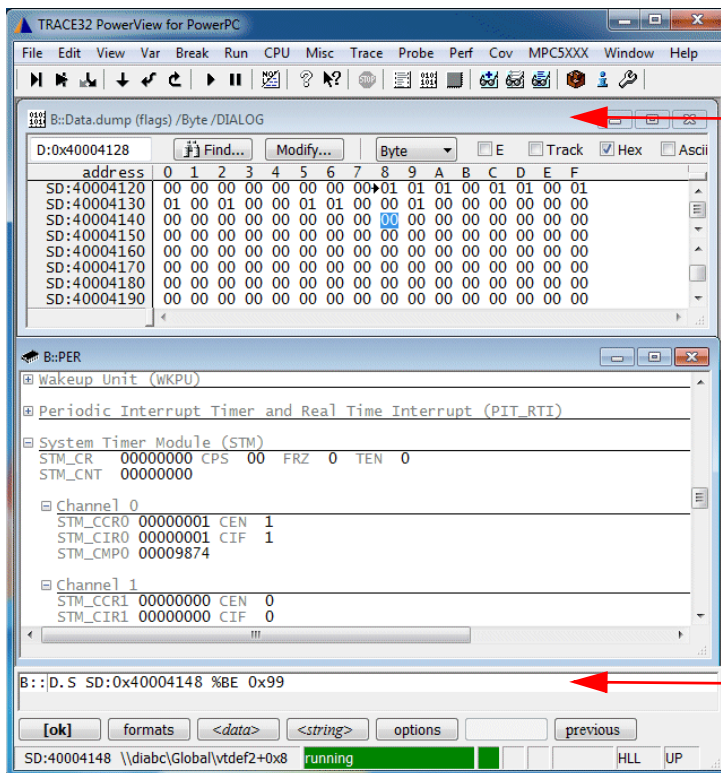 TRACE32 PowerView for PowerPC
File Edit View Var Break Run CPU Misc Trace Probe Perf Cov MPC5XXX Window Help
B::Data.dump (flags) /Byte /DIALOG
D:0x40004128 Find... Modify... Byte E Track Hex Ascii
address 0 1 2 3 4 5 6 7 8 9 A B C D E F
SD:40004120 00 00 00 00 00 00 00 00 01 01 01 00 01 01 00 01
SD:40004130 01 00 01 00 00 01 01 00 00 01 00 00 00 00 00 00
SD:40004140 00 00 00 00 00 00 00 00 00 00 00 00 00 00 00 00
SD:40004150 00 00 00 00 00 00 00 00 00 00 00 00 00 00 00 00
SD:40004160 00 00 00 00 00 00 00 00 00 00 00 00 00 00 00 00
SD:40004170 00 00 00 00 00 00 00 00 00 00 00 00 00 00 00 00
SD:40004180 00 00 00 00 00 00 00 00 00 00 00 00 00 00 00 00
SD:40004190 00 00 00 00 00 00 00 00 00 00 00 00 00 00 00 00
B::PER
Wakeup Unit (WKPU)
Periodic Interrupt Timer and Real Time Interrupt (PIT_RTI)
System Timer Module (STM)
STM_CR 00000000 CPS 00 FRZ 0 TEN 0
STM_CNT 00000000
Channel 0
STM_CCR0 00000001 CEN 1
STM_CIR0 00000001 CIF 1
STM_CMP0 00009874
Channel 1
STM_CCR1 00000000 CEN 0
STM_CIR1 00000000 CIF 0
B::D.S SD:0x40004148 %BE 0x99
[ok] formats <data> <string> options previous
SD:40004148 \\diabc\Global\vtdef2+0x8 running HLL UP